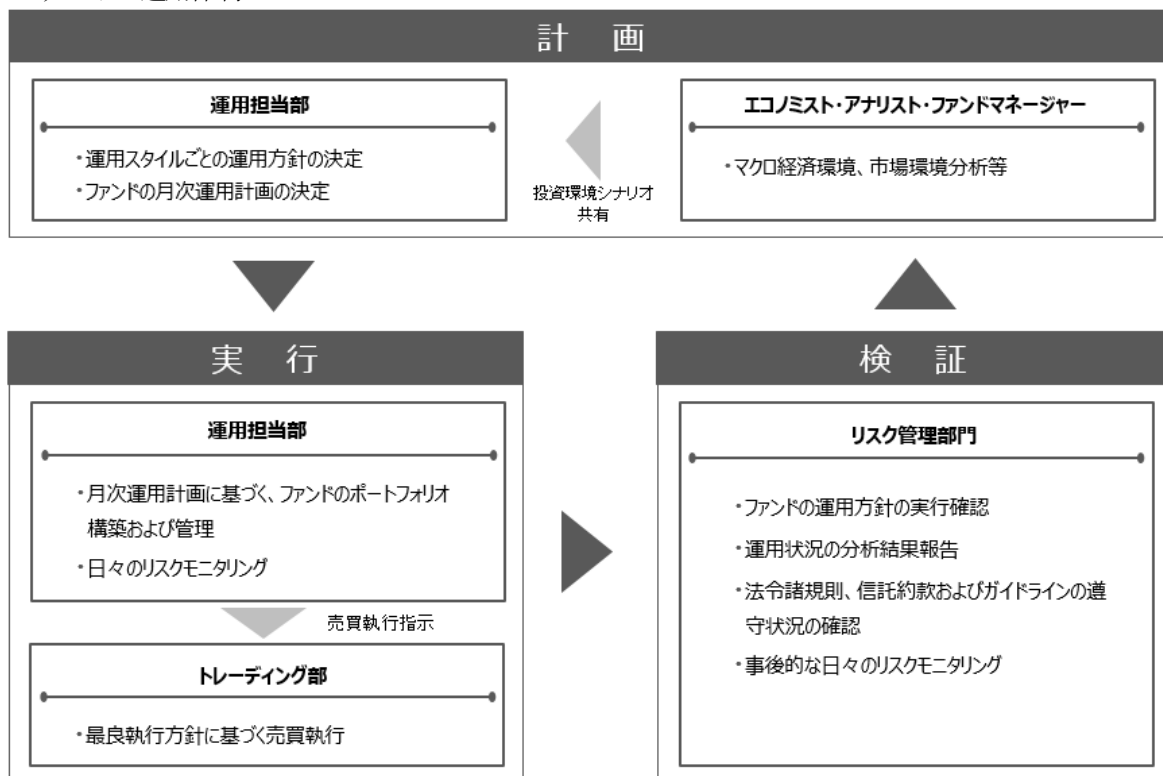 計 画
運用担当部
・運用スタイルごとの運用方針の決定
・ファンドの月次運用計画の決定
投資環境シナリオ
共有
エコノミスト・アナリスト・ファンドマネージャー
・マクロ経済環境、市場環境分析等
実 行
運用担当部
・月次運用計画に基づく、ファンドのポートフォリオ
構築および管理
・日々のリスクモニタリング
売買執行指示
トレーディング部
・最良執行方針に基づく売買執行
検 証
リスク管理部門
・ファンドの運用方針の実行確認
・運用状況の分析結果報告
・法令諸規則、信託約款およびガイドラインの遵
守状況の確認
・事後的な日々のリスクモニタリング